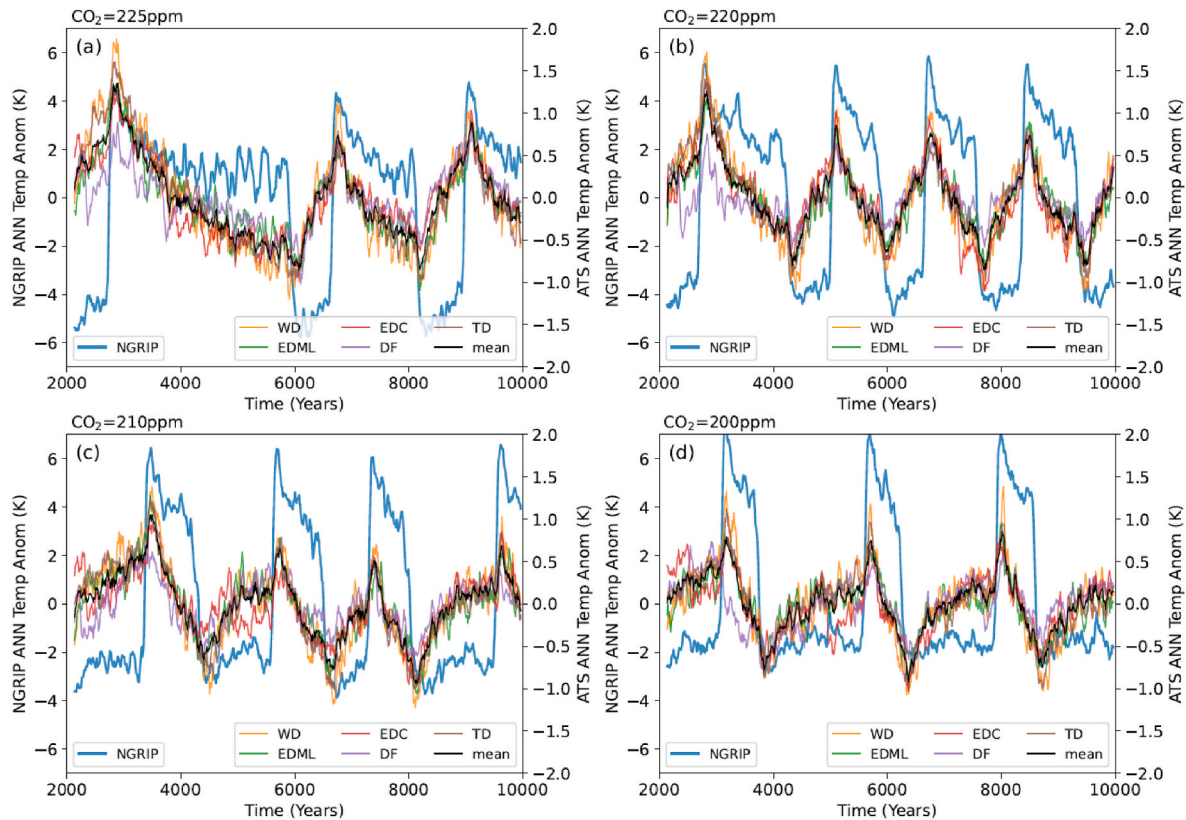 CO₂=225ppm
(a)
NGRIP ANN Temp Anom (K)
6
4
2
0
−2
−4
−6
2.0
1.5
1.0
0.5
0.0
−0.5
−1.0
−1.5
−2.0
ATS ANN Temp Anom (K)
NGRIP
WD EDC TD
EDML DF mean
2000 4000 6000 8000 10000
Time (Years)
CO₂=220ppm
(b)
NGRIP ANN Temp Anom (K)
6
4
2
0
−2
−4
−6
2.0
1.5
1.0
0.5
0.0
−0.5
−1.0
−1.5
−2.0
ATS ANN Temp Anom (K)
NGRIP
WD EDC TD
EDML DF mean
2000 4000 6000 8000 10000
Time (Years)
CO₂=210ppm
(c)
NGRIP ANN Temp Anom (K)
6
4
2
0
−2
−4
−6
2.0
1.5
1.0
0.5
0.0
−0.5
−1.0
−1.5
−2.0
ATS ANN Temp Anom (K)
NGRIP
WD EDC TD
EDML DF mean
2000 4000 6000 8000 10000
Time (Years)
CO₂=200ppm
(d)
NGRIP ANN Temp Anom (K)
6
4
2
0
−2
−4
−6
2.0
1.5
1.0
0.5
0.0
−0.5
−1.0
−1.5
−2.0
ATS ANN Temp Anom (K)
NGRIP
WD EDC TD
EDML DF mean
2000 4000 6000 8000 10000
Time (Years)